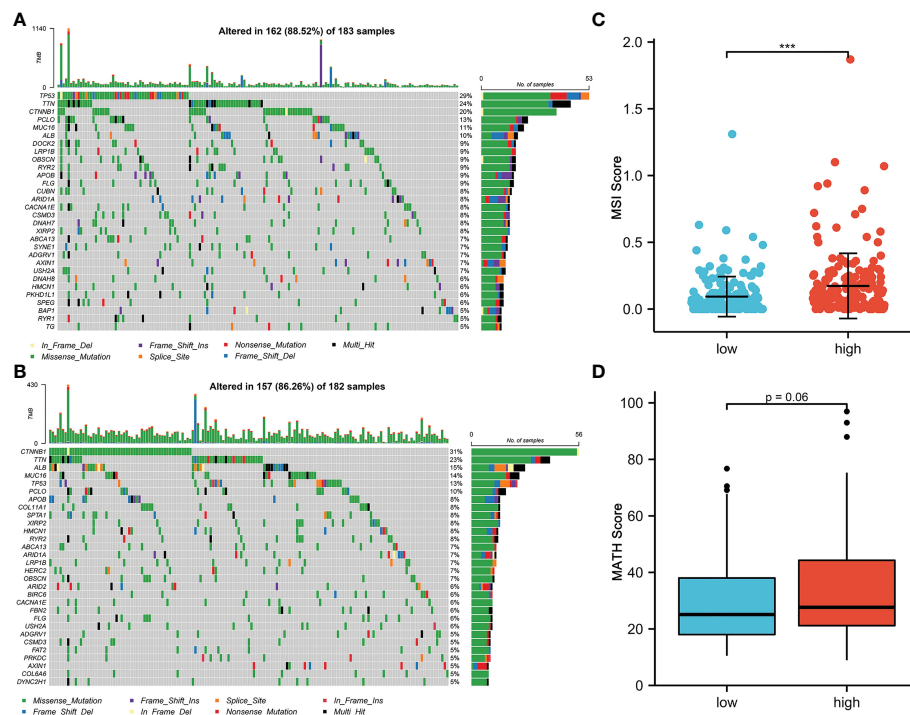 A
Altered in 162 (88.52%) of 183 samples
1140
TMB
0
0
No. of samples
53
TP53 29%
TTN 24%
CTNNB1 20%
PCLO 13%
MUC16 11%
ALB 10%
DOCK2 9%
LRP1B 9%
OBSCN 9%
RYR2 9%
APOB 9%
FLG 9%
CUBN 8%
ARID1A 8%
CACNA1E 8%
CSMD3 8%
DNAH7 8%
XIRP2 8%
ABCA13 7%
SYNE1 7%
ADGRV1 7%
AXIN1 7%
USH2A 7%
DNAH8 6%
HMCN1 6%
PKHD1L1 6%
SPEG 6%
BAP1 5%
RYR1 5%
TG 5%
In_Frame_Del
Frame_Shift_Ins
Nonsense_Mutation
Multi_Hit
Missense_Mutation
Splice_Site
Frame_Shift_Del
B
Altered in 157 (86.26%) of 182 samples
430
TMB
0
0
No. of samples
56
CTNNB1 31%
TTN 23%
ALB 15%
MUC16 14%
TP53 13%
PCLO 10%
APOB 8%
COL11A1 8%
SPTA1 8%
XIRP2 8%
HMCN1 8%
RYR2 8%
ABCA13 7%
ARID1A 7%
LRP1B 7%
HERC2 7%
OBSCN 7%
ARID2 6%
BIRC6 6%
CACNA1E 6%
FBN2 6%
FLG 6%
USH2A 6%
ADGRV1 5%
CSMD3 5%
FAT2 5%
PRKDC 5%
AXIN1 5%
COL6A6 5%
DYNC2H1 5%
Missense_Mutation
Frame_Shift_Ins
Splice_Site
In_Frame_Ins
Frame_Shift_Del
In_Frame_Del
Nonsense_Mutation
Multi_Hit
C
***
2.0
1.5
1.0
0.5
0.0
MSI Score
low
high
D
p = 0.06
100
80
60
40
20
0
MATH Score
low
high